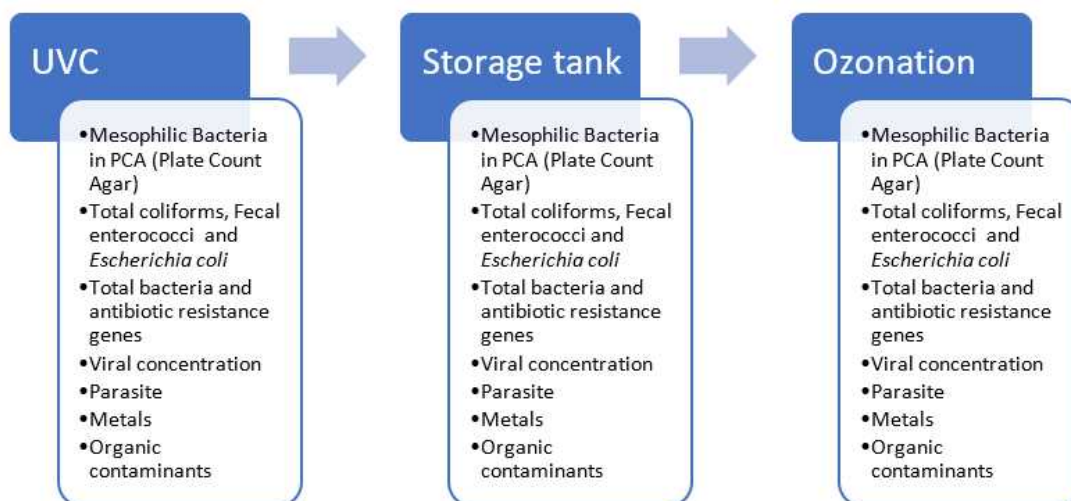 UVC
•Mesophilic Bacteria
in PCA (Plate Count
Agar)
•Total coliforms, Fecal
enterococci and
Escherichia coli
•Total bacteria and
antibiotic resistance
genes
•Viral concentration
•Parasite
•Metals
•Organic
contaminants
Storage tank
•Mesophilic Bacteria
in PCA (Plate Count
Agar)
•Total coliforms, Fecal
enterococci and
Escherichia coli
•Total bacteria and
antibiotic resistance
genes
•Viral concentration
•Parasite
•Metals
•Organic
contaminants
Ozonation
•Mesophilic Bacteria
in PCA (Plate Count
Agar)
•Total coliforms, Fecal
enterococci and
Escherichia coli
•Total bacteria and
antibiotic resistance
genes
•Viral concentration
•Parasite
•Metals
•Organic
contaminants